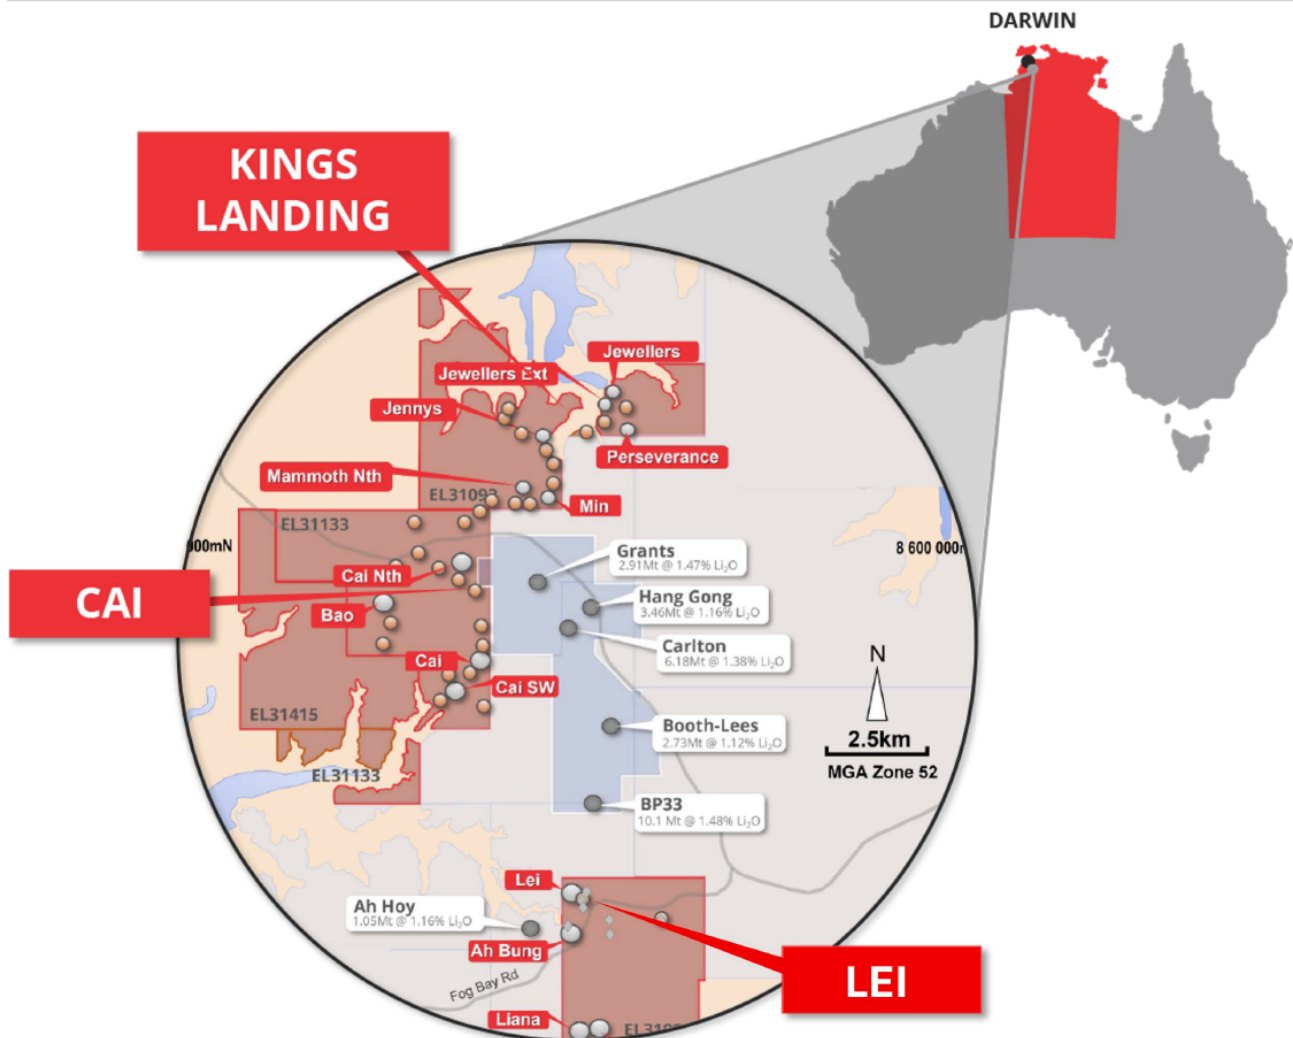 DARWIN
KINGS
LANDING
Jewellers
Jewellers Ext
Jennys
Perseverance
Mammoth Nth
EL31093
Min
EL31133
000mN
8 600 000m
Grants
2.91Mt @ 1.47% Li₂O
Cai Nth
CAI
Hang Gong
3.46Mt @ 1.16% Li₂O
Bao
Carlton
6.18Mt @ 1.38% Li₂O
Cai
Cai SW
N
EL31415
Booth-Lees
2.73Mt @ 1.12% Li₂O
2.5km
MGA Zone 52
EL31133
BP33
10.1 Mt @ 1.48% Li₂O
Lei
Ah Hoy
1.05Mt @ 1.16% Li₂O
Ah Bung
LEI
Fog Bay Rd
Liana